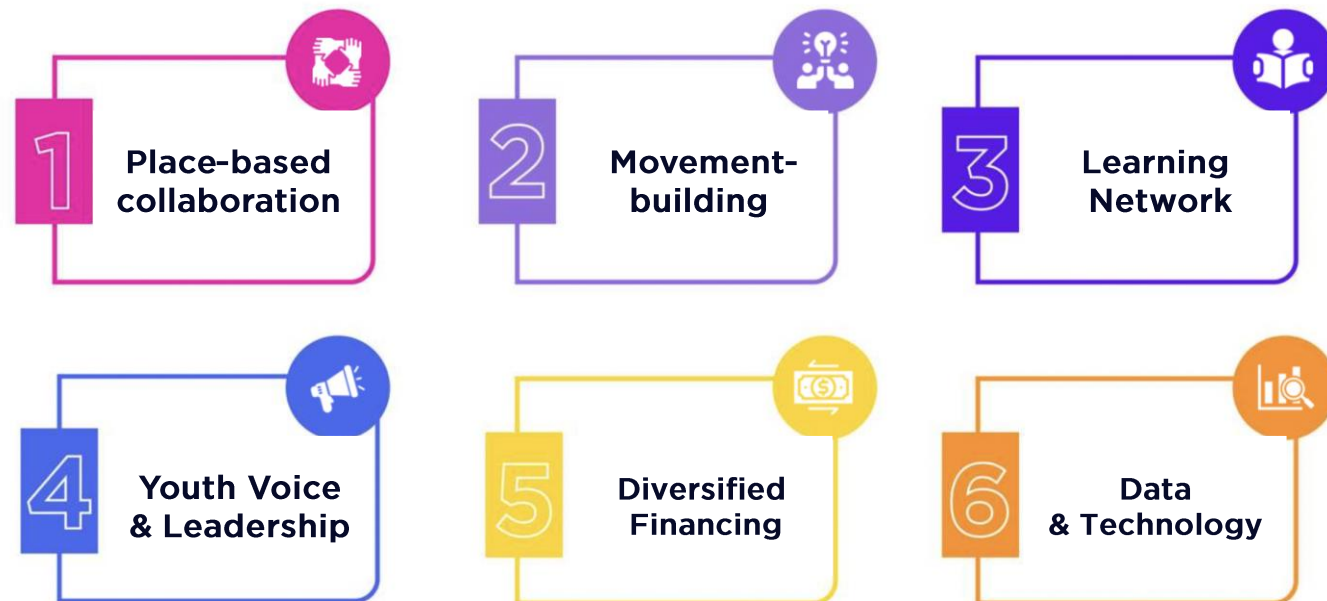 1
Place-based
collaboration
2
Movement-
building
3
Learning
Network
4
Youth Voice
& Leadership
5
Diversified
Financing
6
Data
& Technology